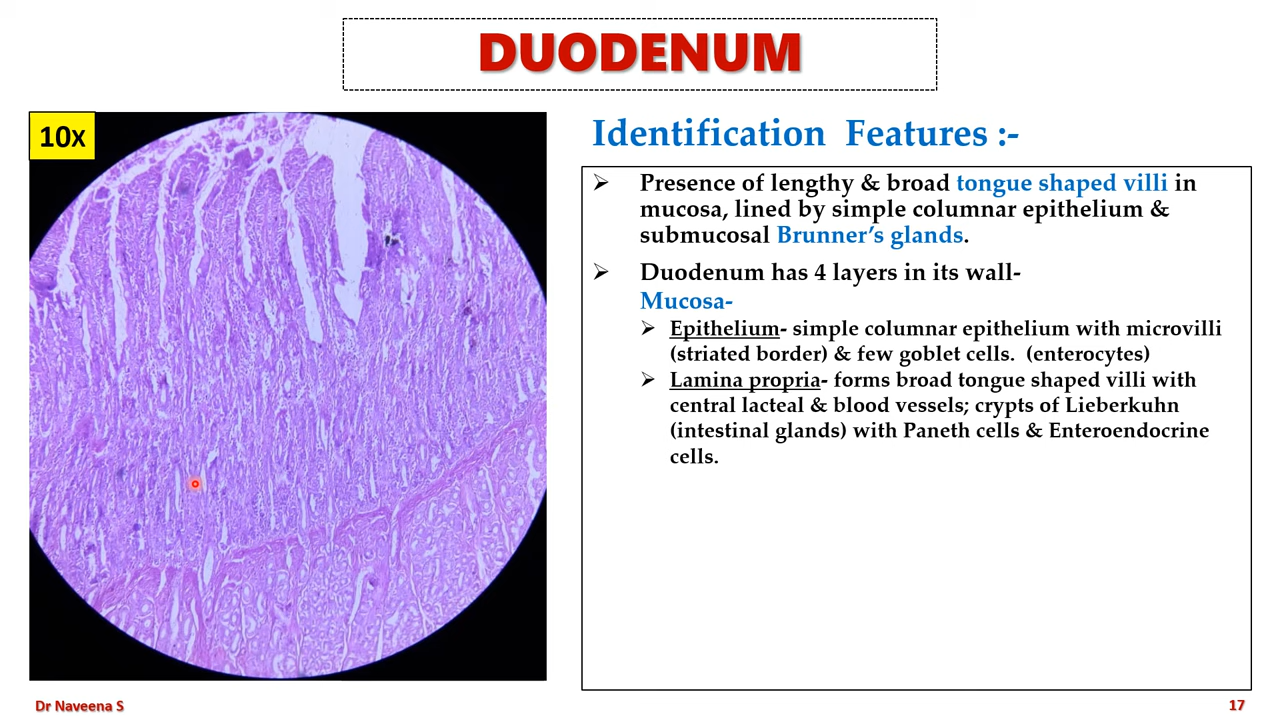 DUODENUM
10X
Identification Features :-
➢ Presence of lengthy & broad tongue shaped villi in
mucosa, lined by simple columnar epithelium &
submucosal Brunner's glands.
➢ Duodenum has 4 layers in its wall-
Mucosa-
➢ Epithelium- simple columnar epithelium with microvilli
(striated border) & few goblet cells. (enterocytes)
➢ Lamina propria- forms broad tongue shaped villi with
central lacteal & blood vessels; crypts of Lieberkuhn
(intestinal glands) with Paneth cells & Enteroendocrine
cells.
Dr Naveena S
17